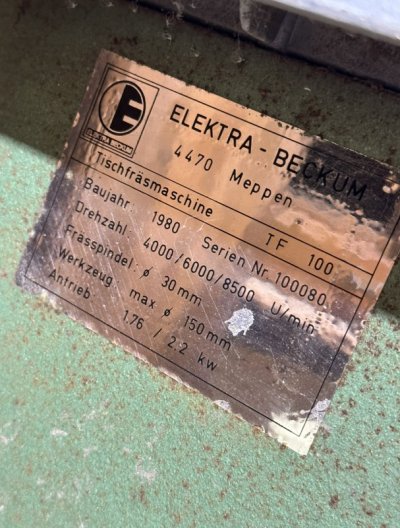 E
ELEKTRA - BECKUM
4470 Meppen
Tischfräsmaschine TF 100
Baujahr: 1980 Serien Nr. 100080
Drehzahl: 4000/6000/8500 U/min
Frässpindel: ø 30 mm
Werkzeug max ø 150 mm
Antrieb 1.76 / 2.2 kw